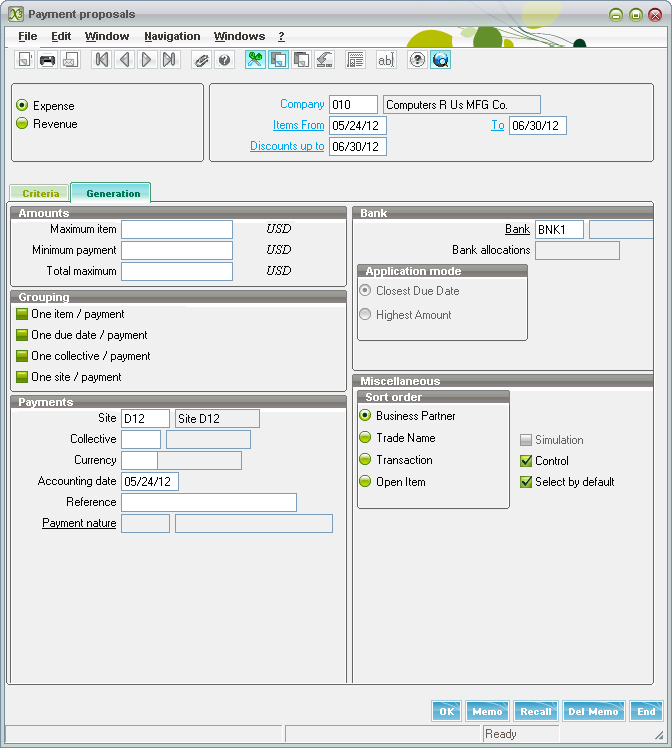 Payment proposals
File Edit Window Navigation Windows ?
ab
Expense
Revenue
Company 010 Computers R Us MFG Co.
Items From 05/24/12 To 06/30/12
Discounts up to 06/30/12
Criteria Generation
Amounts
Maximum item USD
Minimum payment USD
Total maximum USD
Grouping
One item / payment
One due date / payment
One collective / payment
One site / payment
Payments
Site D12 Site D12
Collective
Currency
Accounting date 05/24/12
Reference
Payment nature
Bank
Bank BNK1
Bank allocations
Application mode
Closest Due Date
Highest Amount
Miscellaneous
Sort order
Business Partner
Trade Name
Transaction
Open Item
Simulation
Control
Select by default
OK Memo Recall Del Memo End
Ready